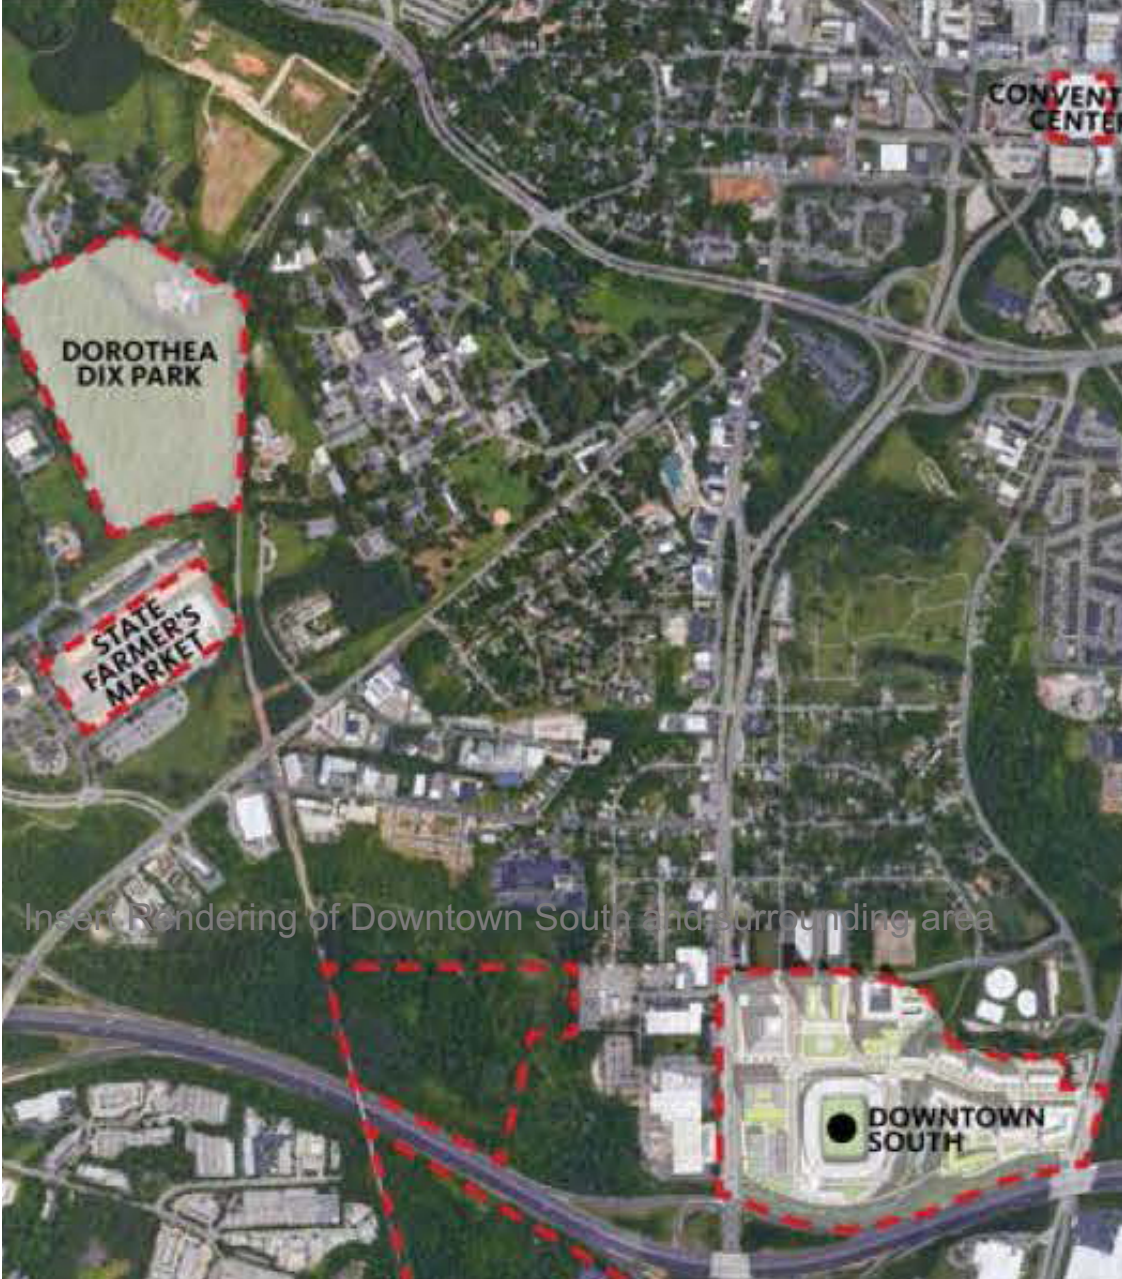 CONVENT
CENTER
DOROTHEA
DIX PARK
STATE
FARMER'S
MARKET
Insert Rendering of Downtown South and surrounding area
DOWNTOWN
SOUTH